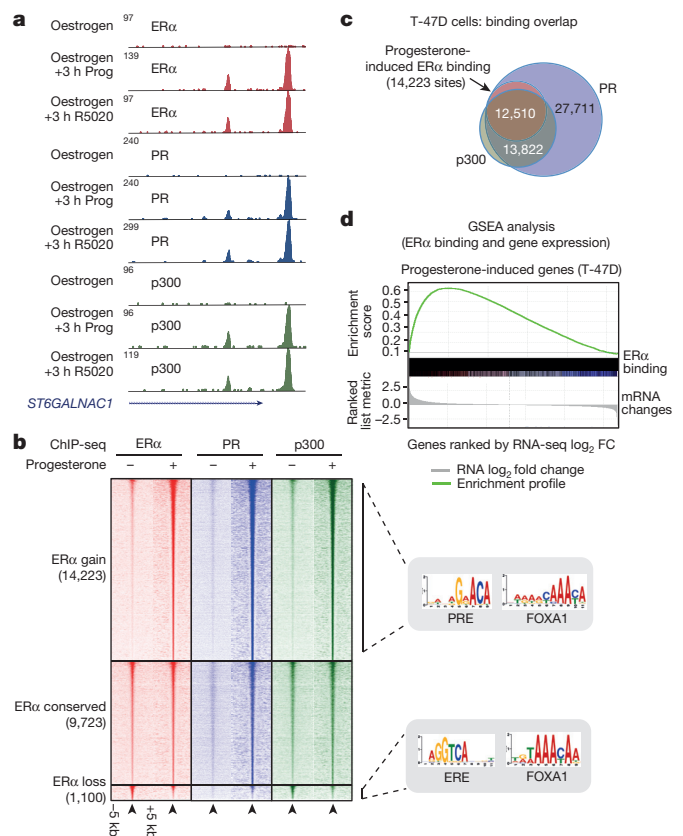 a
Oestrogen
97
ERα
Oestrogen
+3 h Prog
139
ERα
Oestrogen
+3 h R5020
97
ERα
Oestrogen
240
PR
Oestrogen
+3 h Prog
240
PR
Oestrogen
+3 h R5020
299
PR
Oestrogen
96
p300
Oestrogen
+3 h Prog
96
p300
Oestrogen
+3 h R5020
119
p300
ST6GALNAC1
b
ChIP-seq
ERα
PR
p300
Progesterone
– + – + – +
ERα gain
(14,223)
ERα conserved
(9,723)
ERα loss
(1,100)
–5 kb
+5 kb
PRE
FOXA1
ERE
FOXA1
c
T-47D cells: binding overlap
Progesterone-
induced ERα binding
(14,223 sites)
PR
12,510
27,711
13,822
p300
d
GSEA analysis
(ERα binding and gene expression)
Progesterone-induced genes (T-47D)
Enrichment
score
0.6
0.5
0.4
0.3
0.2
0.1
ERα
binding
Ranked
list metric
2.5
0.0
–2.5
mRNA
changes
Genes ranked by RNA-seq log2 FC
RNA log2 fold change
Enrichment profile